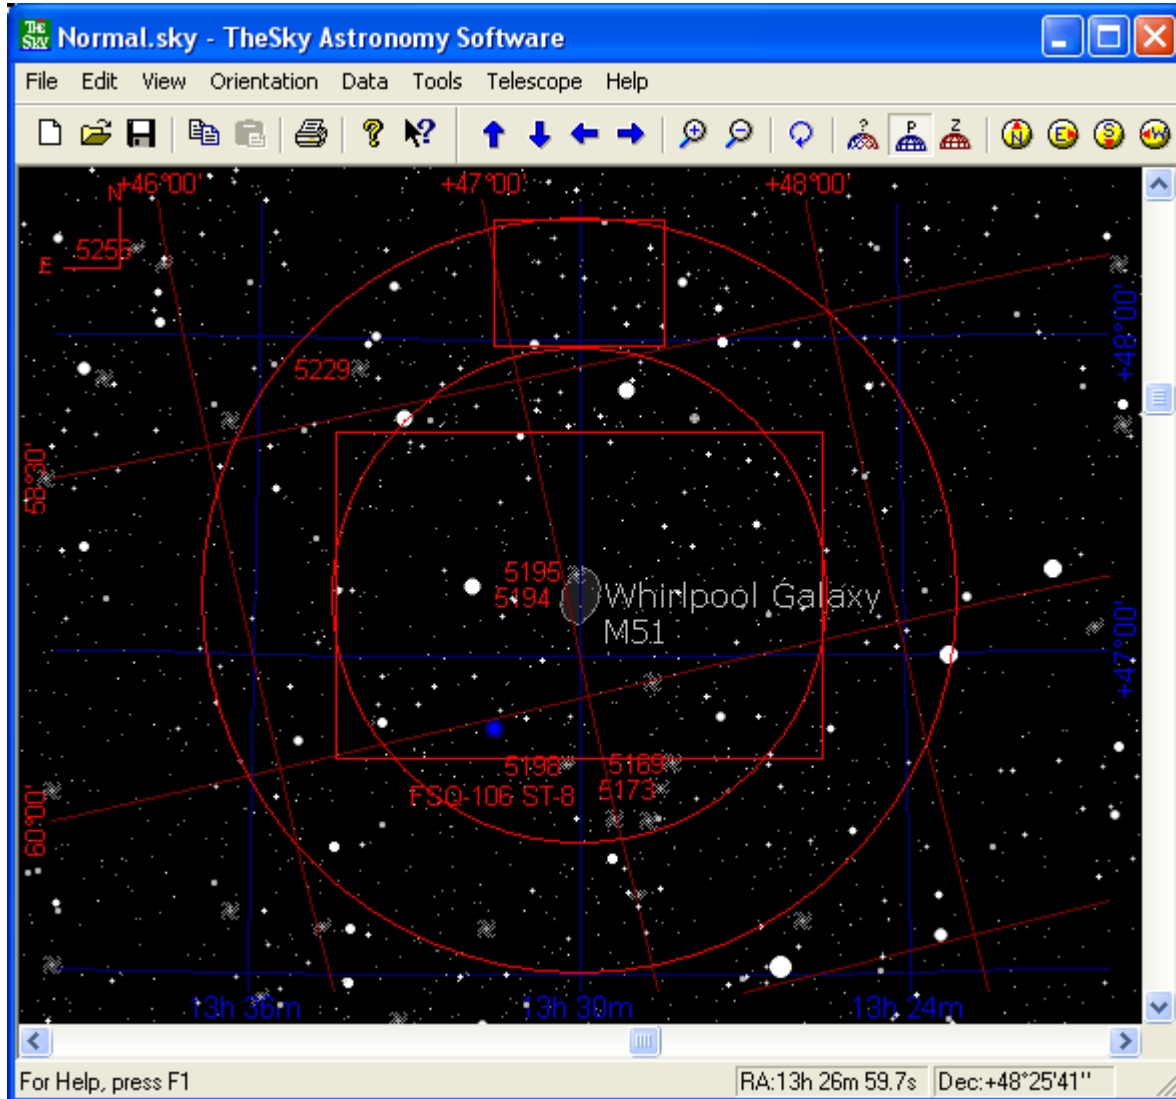 THE SKY Normal.sky - TheSky Astronomy Software
File Edit View Orientation Data Tools Telescope Help
? ? ? P Z N E S W
+46°00' +47°00' +48°00'
N
5253
E
+48°00'
5229
58°30'
5195
5194
Whirlpool Galaxy
M51
+47°00'
5198 5169
FSQ-106 ST-8 5173
60°00'
13h 36m 13h 30m 13h 24m
For Help, press F1 RA:13h 26m 59.7s Dec:+48°25'41"